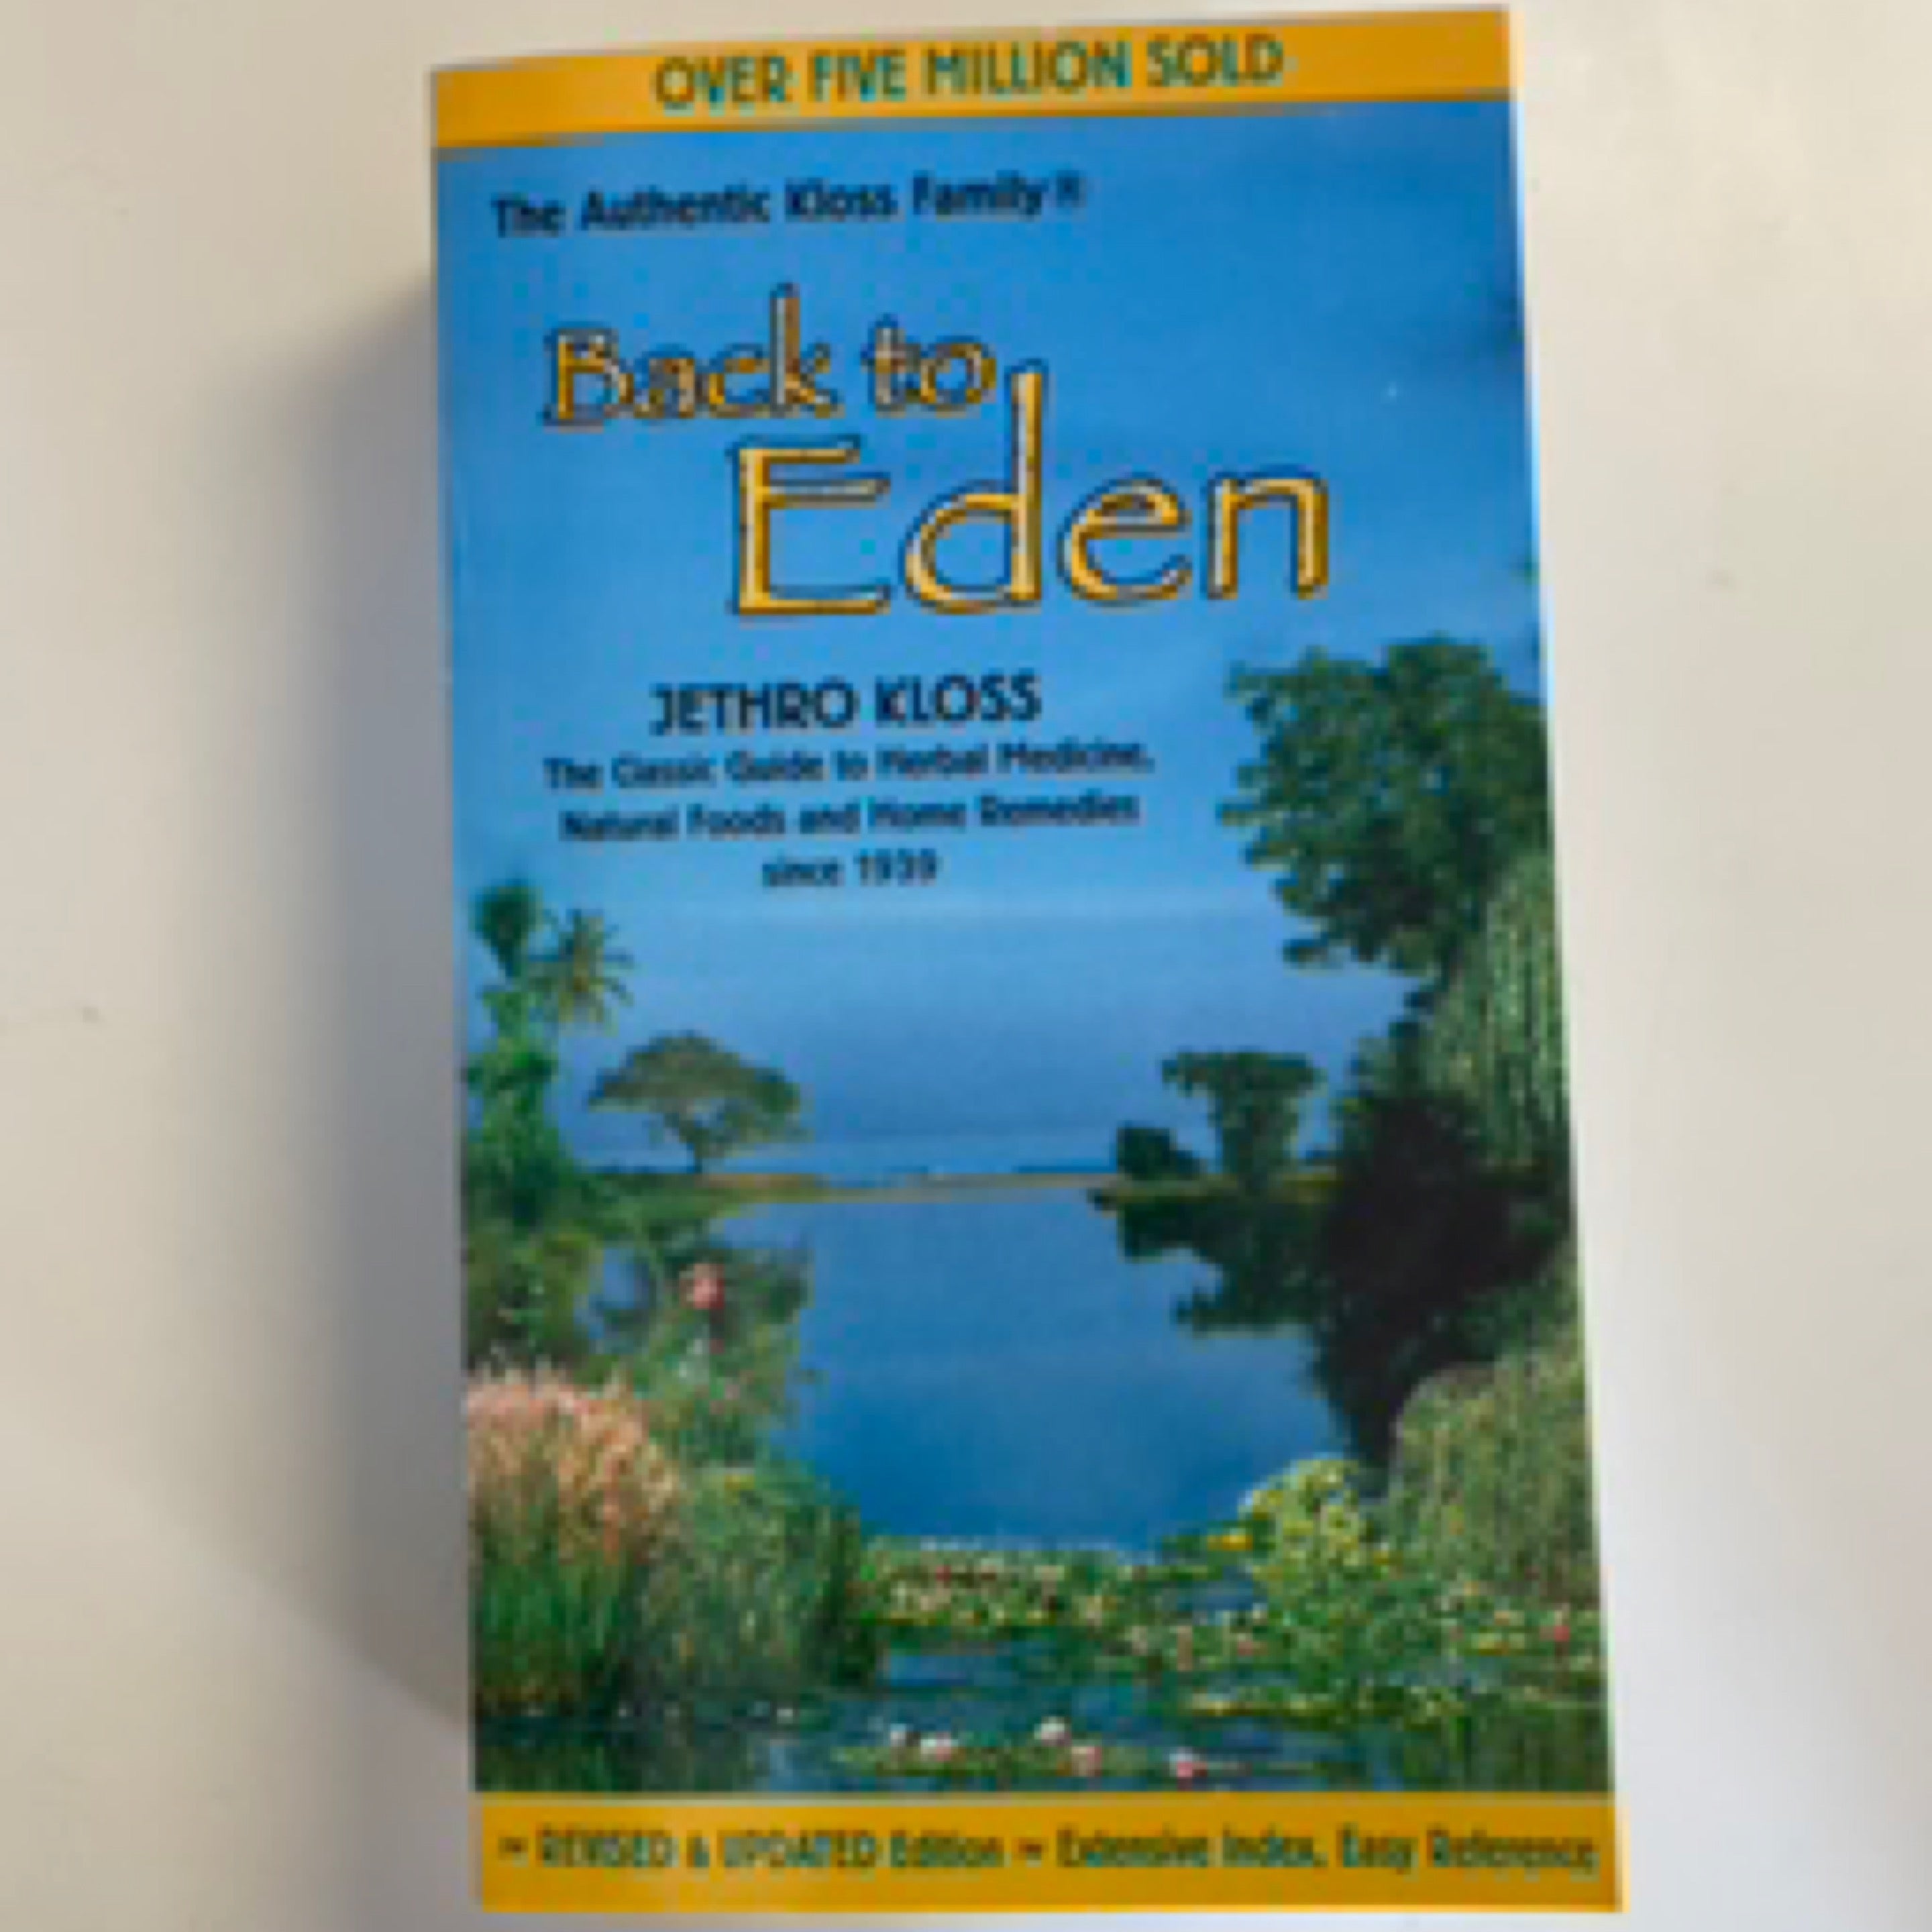 OVER FIVE MILLION SOLD
The Authentic Kloss Family®
Back to
Eden
JETHRO KLOSS
The Classic Guide to Herbal Medicine,
Natural Foods and Home Remedies
since 1939
~ REVISED & UPDATED Edition ~ Extensive Index, Easy Reference